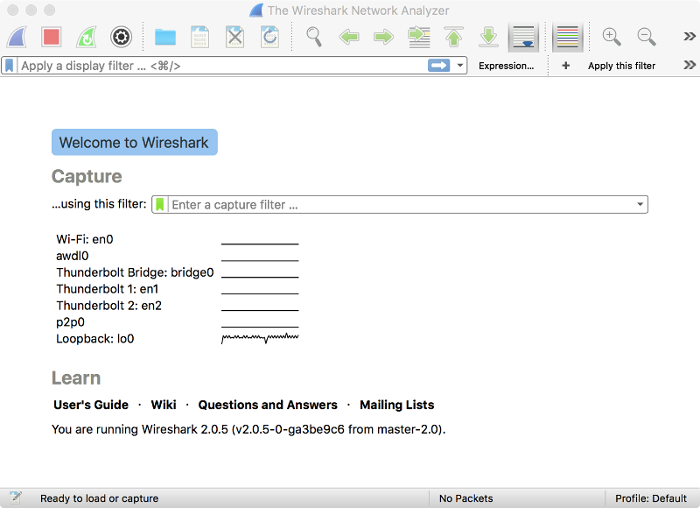 The Wireshark Network Analyzer
Apply a display filter ... <⌘/>
Expression...
+
Apply this filter
Welcome to Wireshark
Capture
...using this filter:
Enter a capture filter ...
Wi-Fi: en0
awdl0
Thunderbolt Bridge: bridge0
Thunderbolt 1: en1
Thunderbolt 2: en2
p2p0
Loopback: lo0
Learn
User's Guide · Wiki · Questions and Answers · Mailing Lists
You are running Wireshark 2.0.5 (v2.0.5-0-ga3be9c6 from master-2.0).
Ready to load or capture
No Packets
Profile: Default